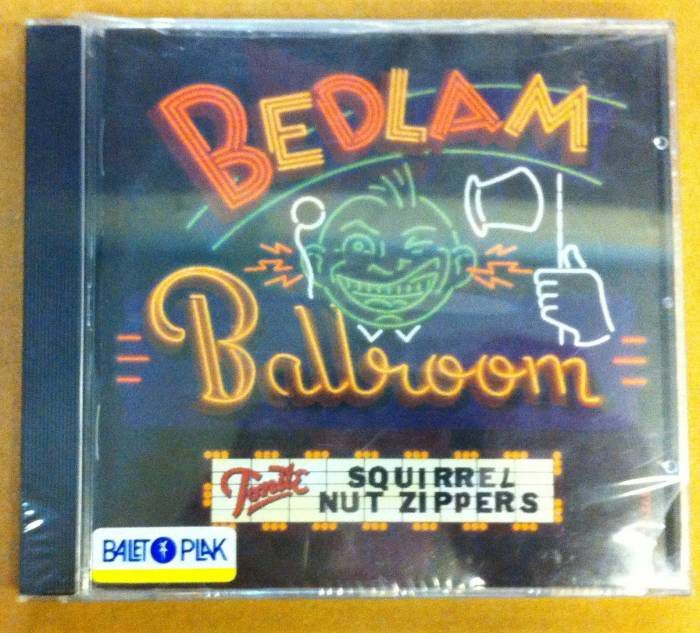 BEDLAM
Ballroom
Tonite SQUIRREL
NUT ZIPPERS
BALET PLAK